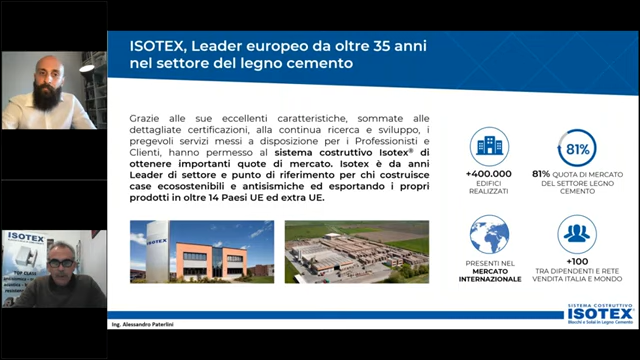 ISOTEX, Leader europeo da oltre 35 anni
nel settore del legno cemento
Grazie alle sue eccellenti caratteristiche, sommate alle
dettagliate certificazioni, alla continua ricerca e sviluppo, i
pregevoli servizi messi a disposizione per i Professionisti e
Clienti, hanno permesso al sistema costruttivo Isotex® di
ottenere importanti quote di mercato. Isotex è da anni
Leader di settore e punto di riferimento per chi costruisce
case ecosostenibili e antisismiche ed esportando i propri
prodotti in oltre 14 Paesi UE ed extra UE.
+400.000
EDIFICI
REALIZZATI
81%
81% QUOTA DI MERCATO
DEL SETTORE LEGNO
CEMENTO
PRESENTI NEL
MERCATO
INTERNAZIONALE
+100
TRA DIPENDENTI E RETE
VENDITA ITALIA E MONDO
ISOTEX
ISOTEX
TOP CLASS
Ing. Alessandro Paterlini
SISTEMA COSTRUTTIVO
ISOTEX®
Blocchi e Solai in Legno Cemento